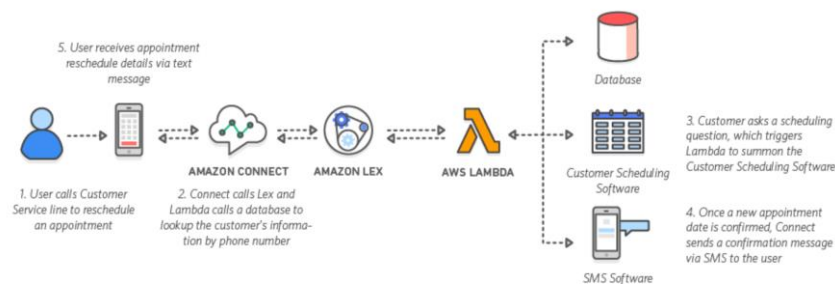 5. User receives appointment
reschedule details via text
message
Database
AMAZON CONNECT
AMAZON LEX
AWS LAMBDA
Customer Scheduling
Software
3. Customer asks a scheduling
question, which triggers
Lambda to summon the
Customer Scheduling Software
1. User calls Customer
Service line to reschedule
an appointment
2. Connect calls Lex and
Lambda calls a database to
lookup the customer's informa-
tion by phone number
4. Once a new appointment
date is confirmed, Connect
sends a confirmation message
via SMS to the user
SMS Software